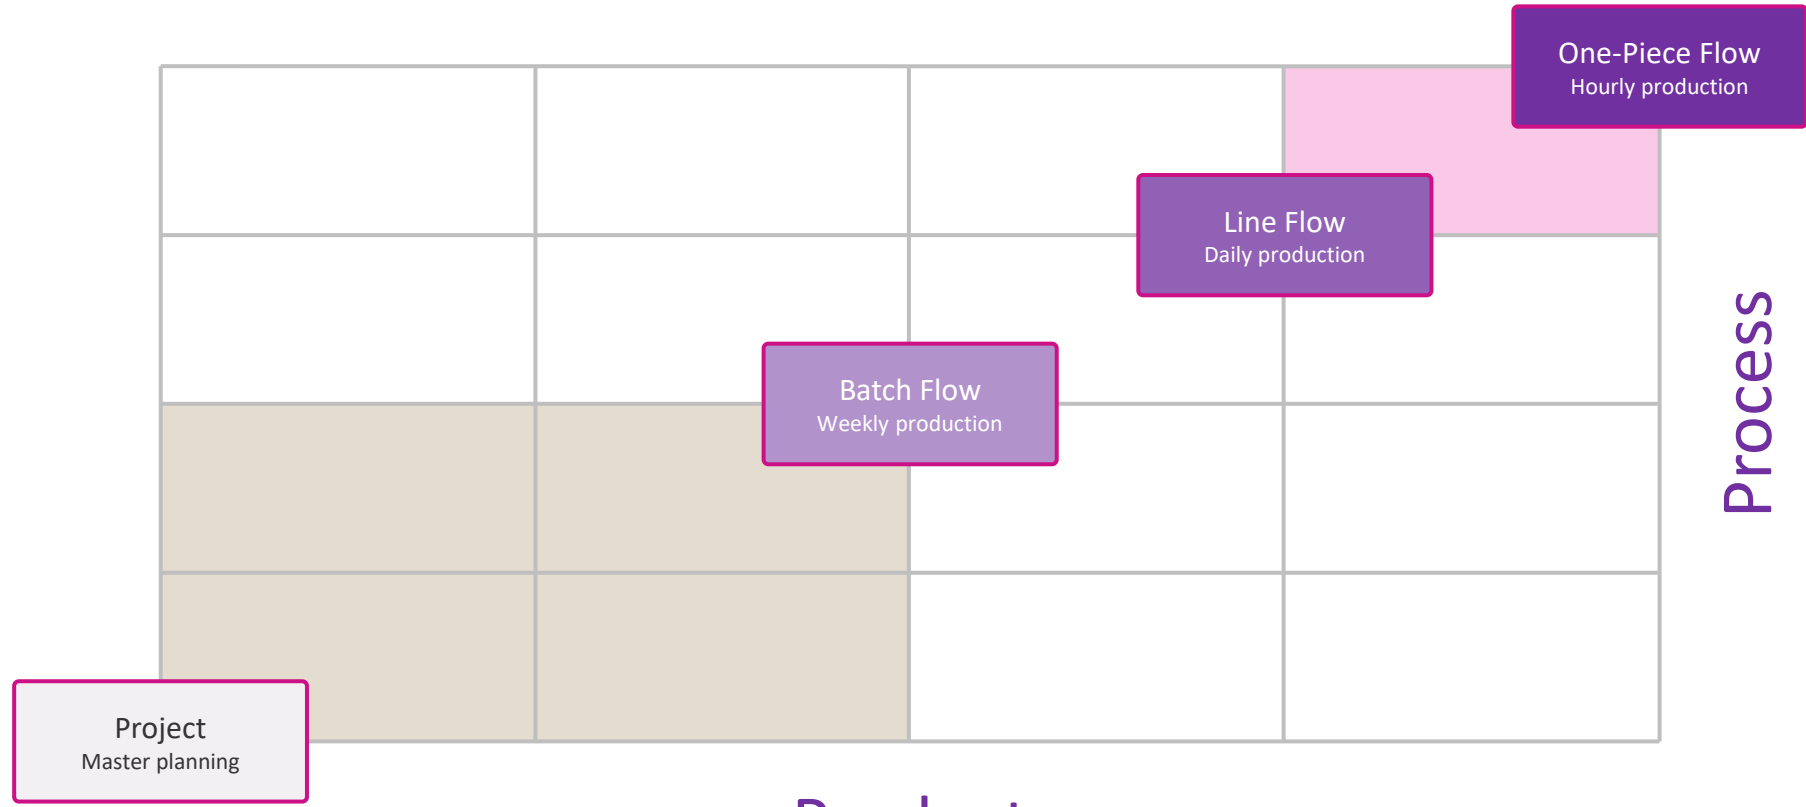 One-Piece Flow
Hourly production
Line Flow
Daily production
Process
Batch Flow
Weekly production
Project
Master planning